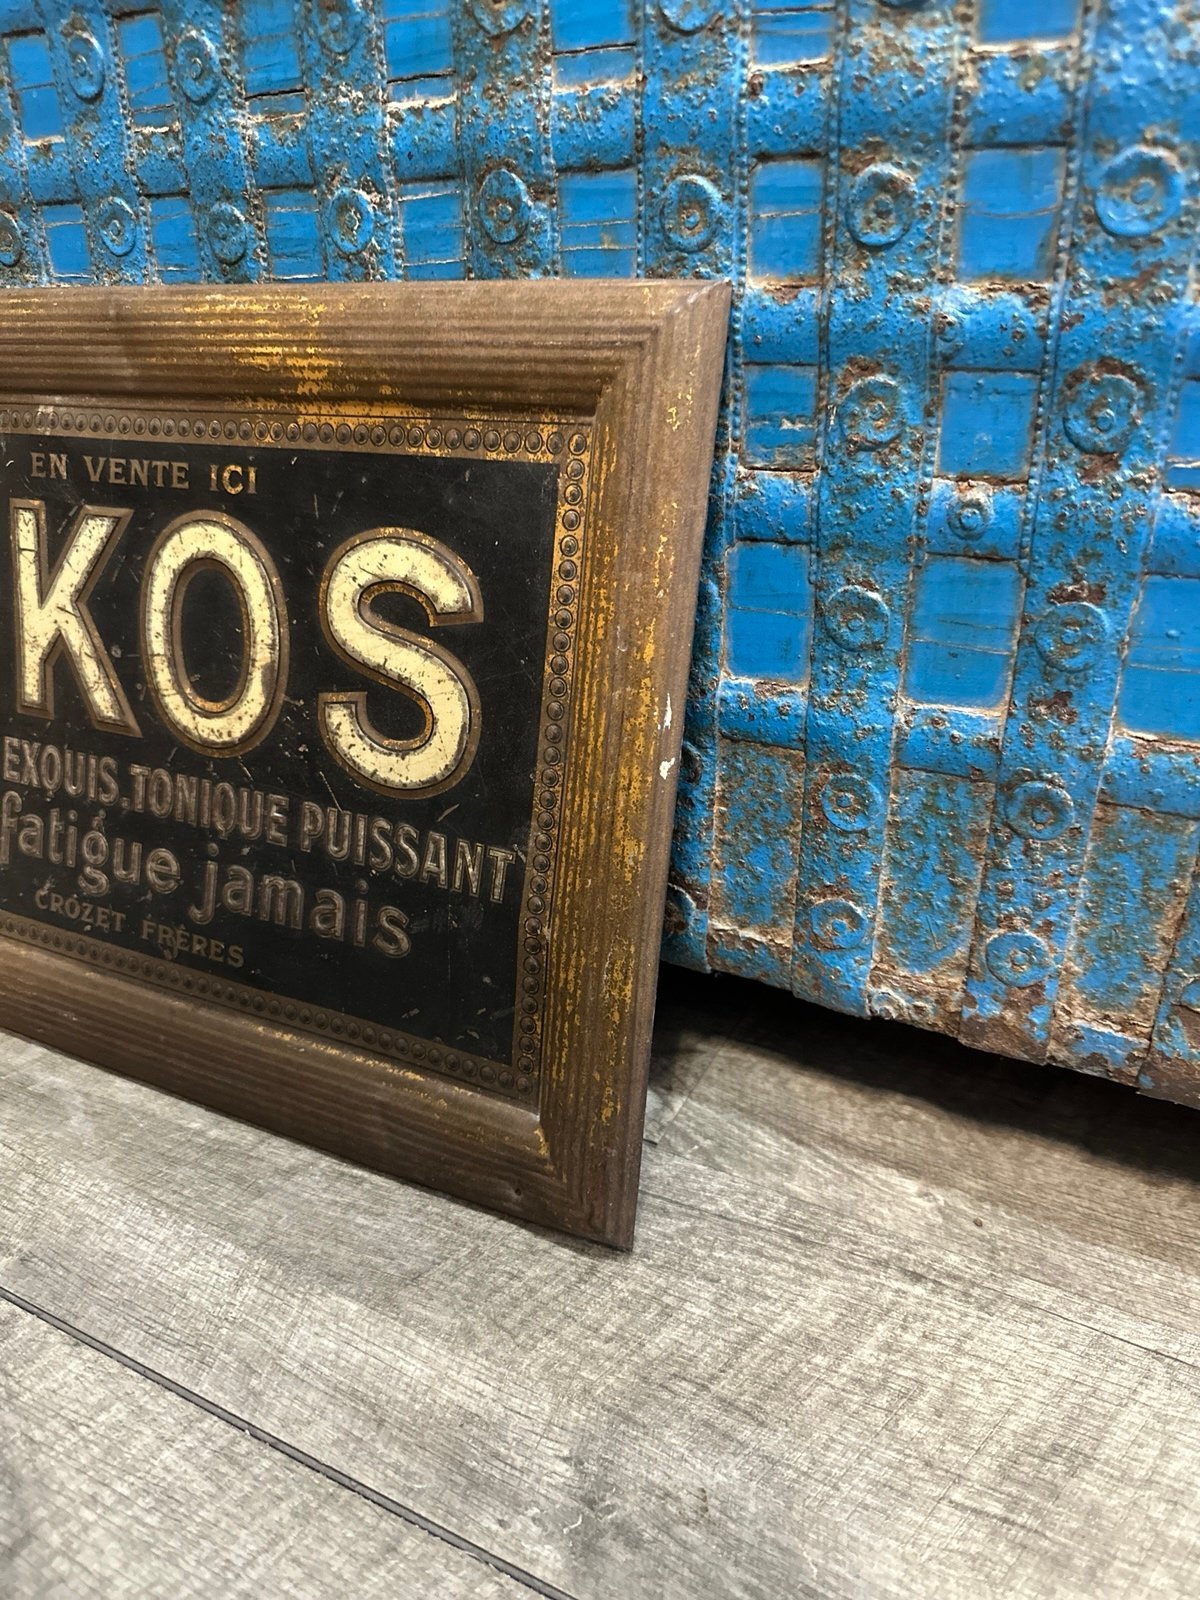 EN VENTE ICI
KOS
EXQUIS. TONIQUE PUISSANT
fatigue jamais
CROZET FRÈRES